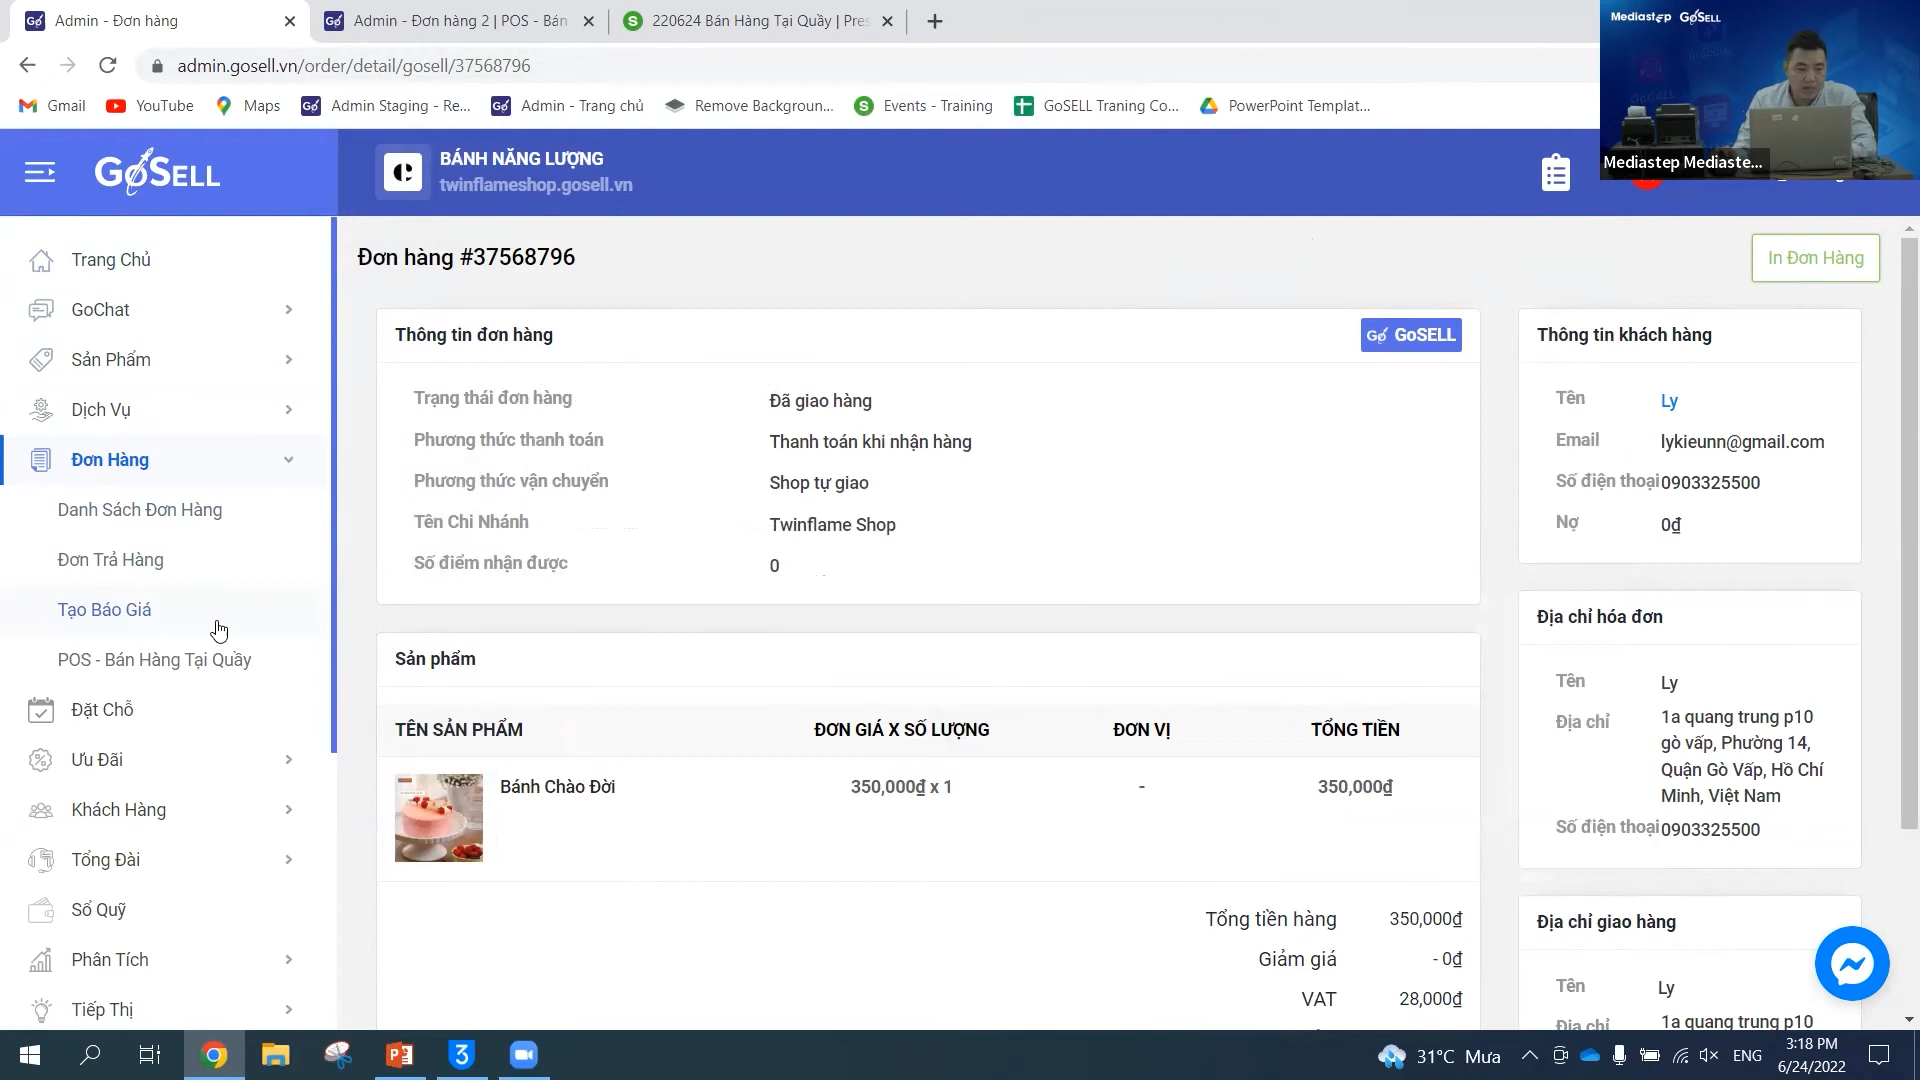 Admin - Đơn hàng
Admin - Đơn hàng 2 | POS - Bán
220624 Bán Hàng Tại Quầy | Pres
admin.gosell.vn/order/detail/gosell/37568796
Gmail
YouTube
Maps
Admin Staging - Re...
Admin - Trang chủ
Remove Backgroun...
Events - Training
GoSELL Traning Co...
PowerPoint Templat...
Mediastep GoSELL
Mediastep Mediaste...
GoSELL
BÁNH NĂNG LƯỢNG
twinflameshop.gosell.vn
Trang Chủ
GoChat
Sản Phẩm
Dịch Vụ
Đơn Hàng
Danh Sách Đơn Hàng
Đơn Trả Hàng
Tạo Báo Giá
POS - Bán Hàng Tại Quầy
Đặt Chỗ
Ưu Đãi
Khách Hàng
Tổng Đài
Sổ Quỹ
Phân Tích
Tiếp Thị
Đơn hàng #37568796
In Đơn Hàng
Thông tin đơn hàng
GoSELL
Trạng thái đơn hàng Đã giao hàng
Phương thức thanh toán Thanh toán khi nhận hàng
Phương thức vận chuyển Shop tự giao
Tên Chi Nhánh Twinflame Shop
Số điểm nhận được 0
Sản phẩm
TÊN SẢN PHẨM ĐƠN GIÁ X SỐ LƯỢNG ĐƠN VỊ TỔNG TIỀN
Bánh Chào Đời 350,000₫ x 1 - 350,000₫
Tổng tiền hàng 350,000₫
Giảm giá - 0₫
VAT 28,000₫
Thông tin khách hàng
Tên Ly
Email lykieunn@gmail.com
Số điện thoại 0903325500
Nợ 0₫
Địa chỉ hóa đơn
Tên Ly
Địa chỉ 1a quang trung p10
gò vấp, Phường 14,
Quận Gò Vấp, Hồ Chí
Minh, Việt Nam
Số điện thoại 0903325500
Địa chỉ giao hàng
Tên Ly
Địa chỉ 1a quang trung p10
31°C Mưa
ENG
3:18 PM
6/24/2022